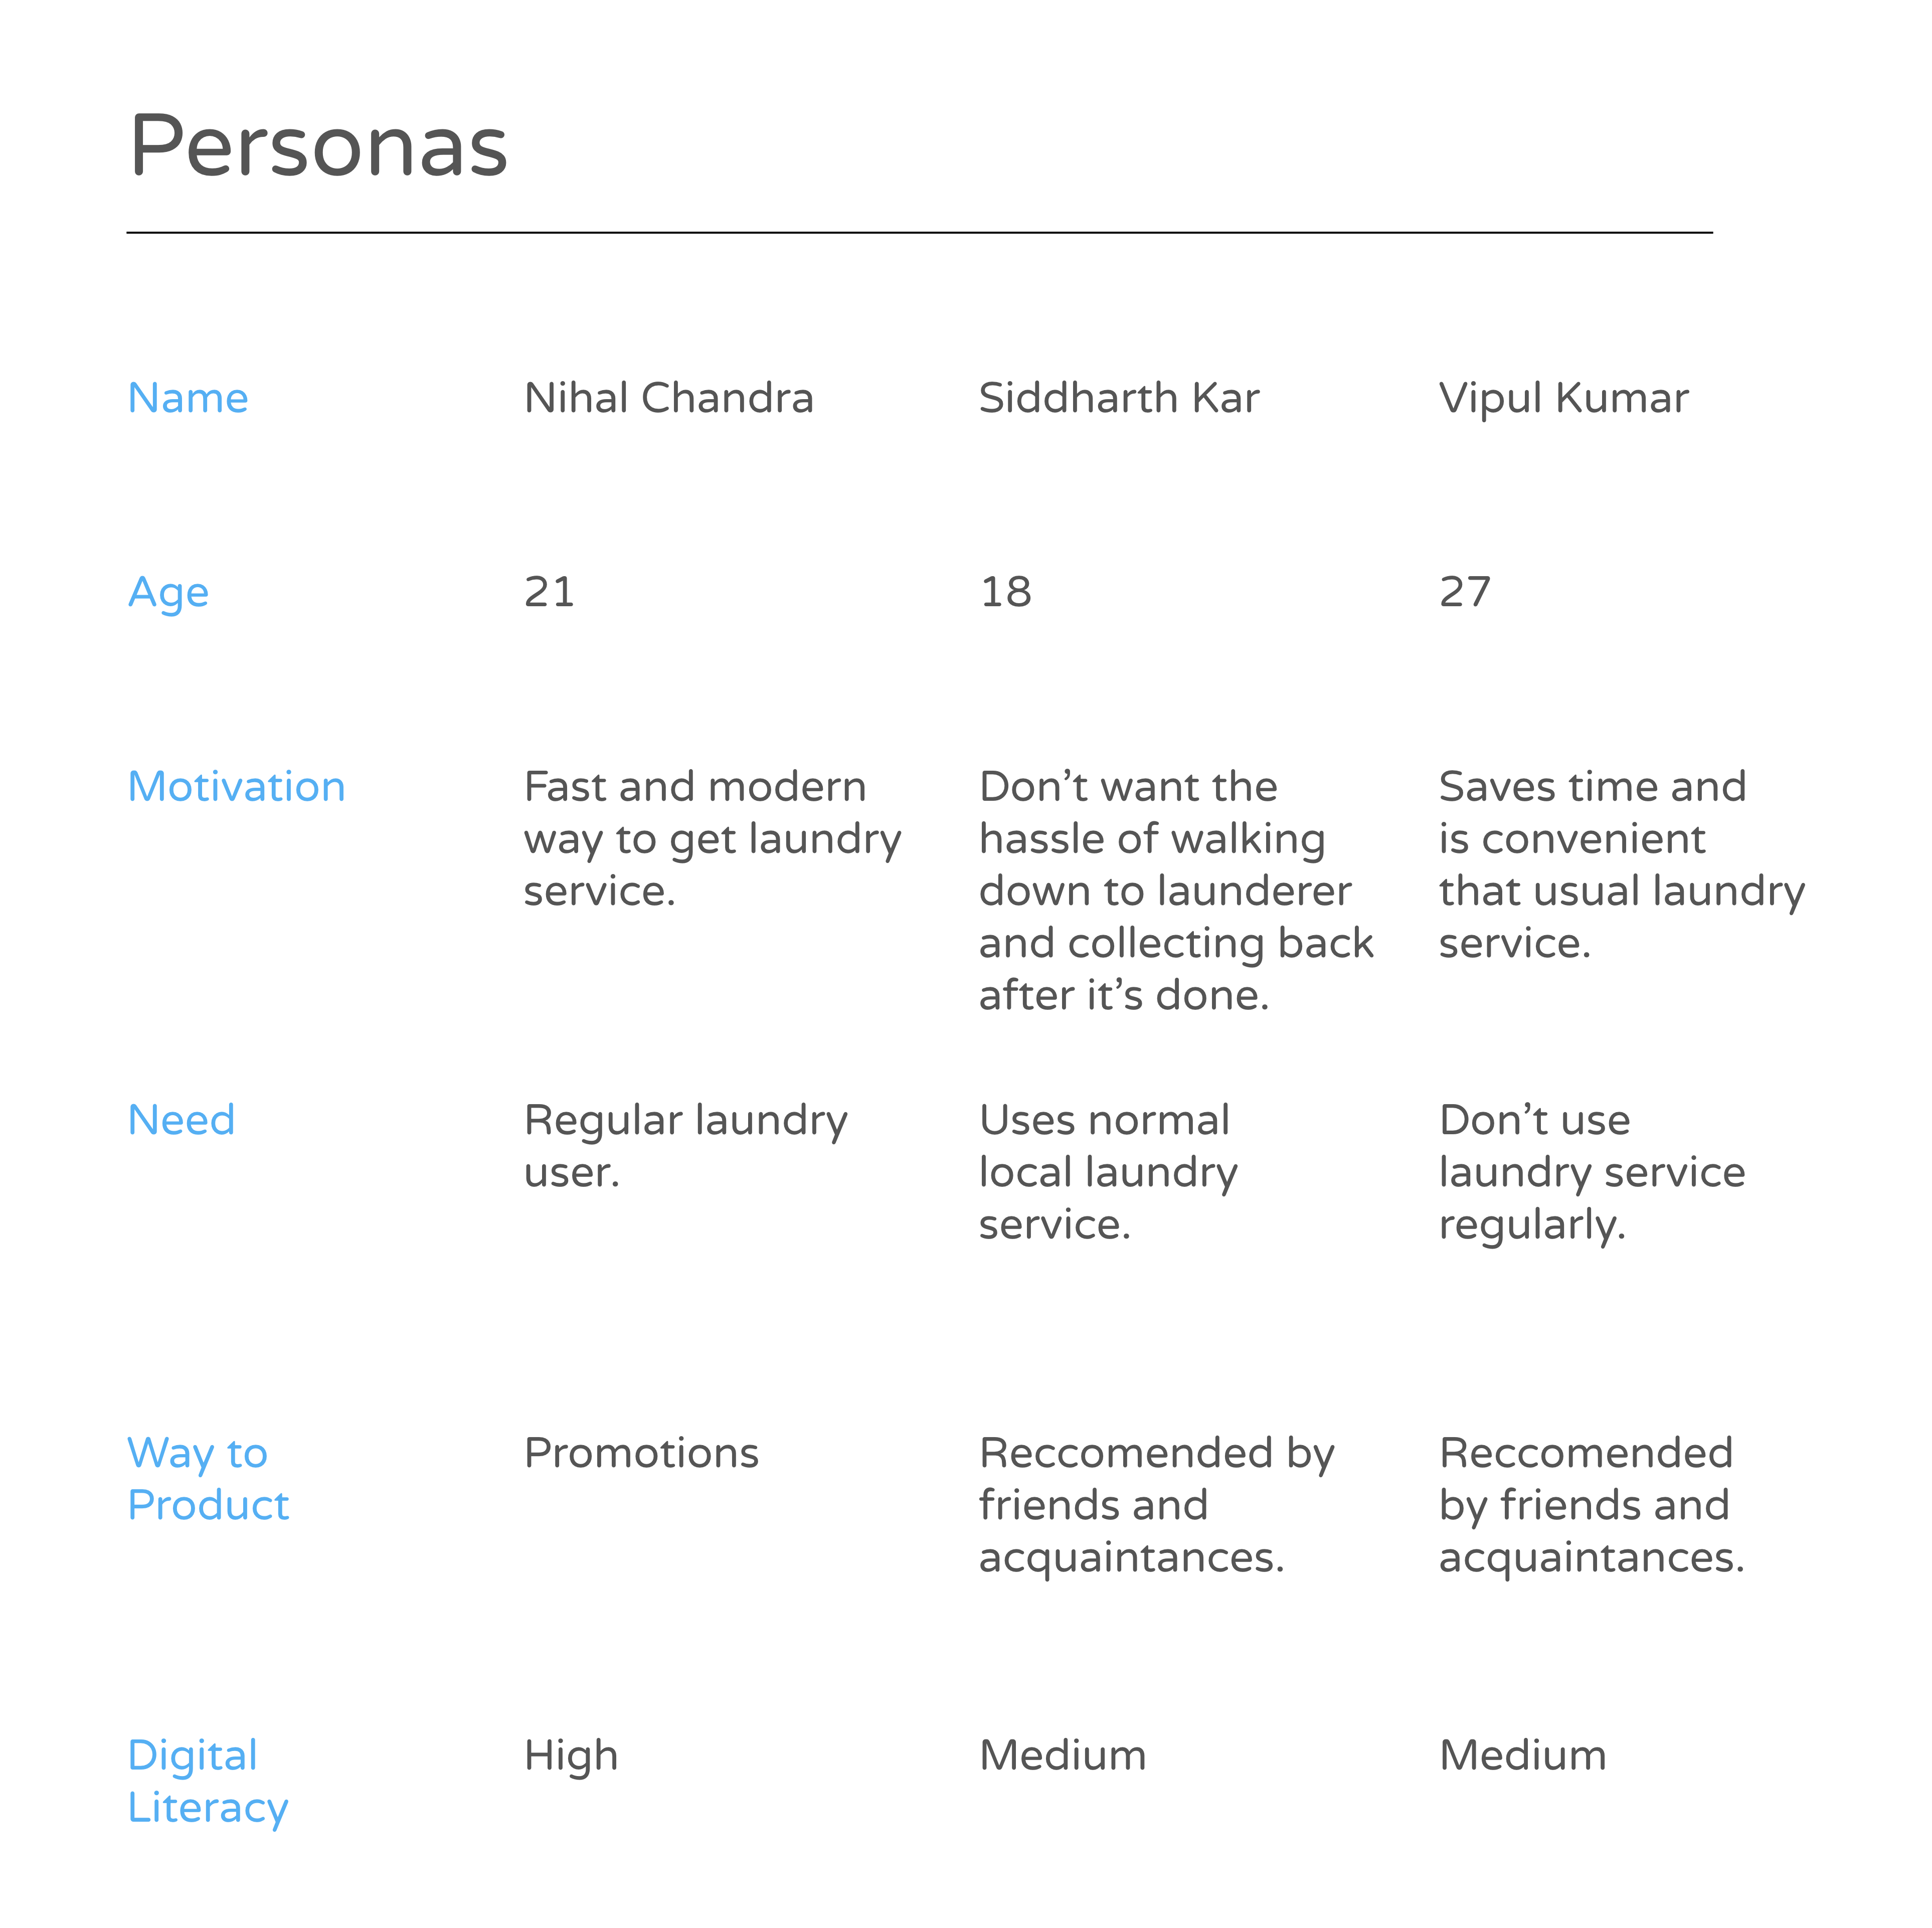 Personas
Name
Nihal Chandra
Siddharth Kar
Vipul Kumar
Age
21
18
27
Motivation
Fast and modern
way to get laundry
service.
Don’t want the
hassle of walking
down to launderer
and collecting back
after it’s done.
Saves time and
is convenient
that usual laundry
service.
Need
Regular laundry
user.
Uses normal
local laundry
service.
Don’t use
laundry service
regularly.
Way to
Product
Promotions
Reccomended by
friends and
acquaintances.
Reccomended
by friends and
acquaintances.
Digital
Literacy
High
Medium
Medium